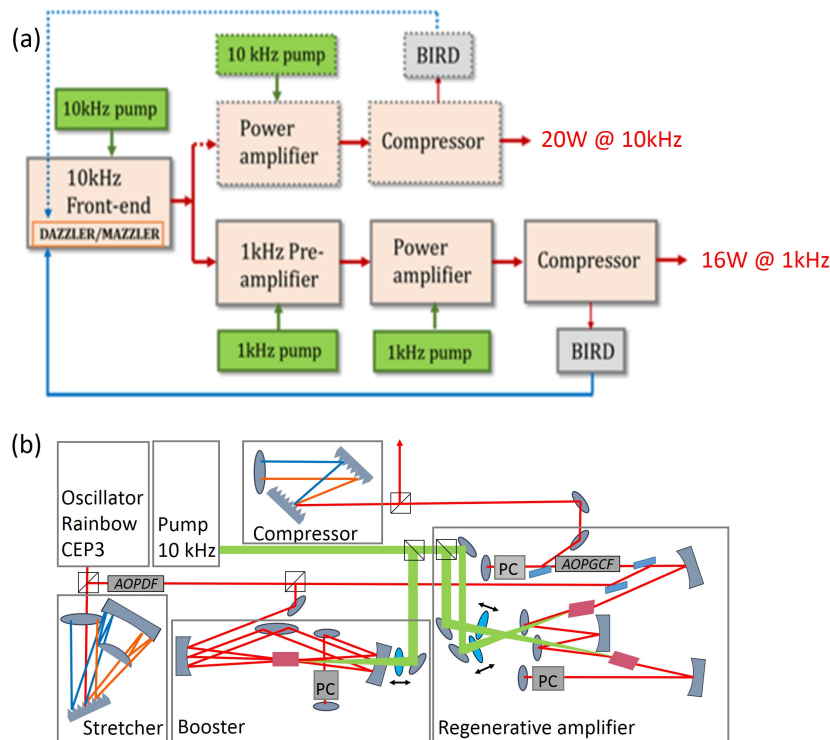 (a)
10 kHz pump
BIRD
10kHz pump
Power
amplifier
Compressor
20W @ 10kHz
10kHz
Front-end
DAZZLER/MAZZLER
1kHz Pre-
amplifier
Power
amplifier
Compressor
16W @ 1kHz
1kHz pump
1kHz pump
BIRD
(b)
Oscillator
Rainbow
CEP3
Pump
10 kHz
Compressor
PC
AOPGCF
AOPDF
PC
PC
Stretcher
Booster
Regenerative amplifier